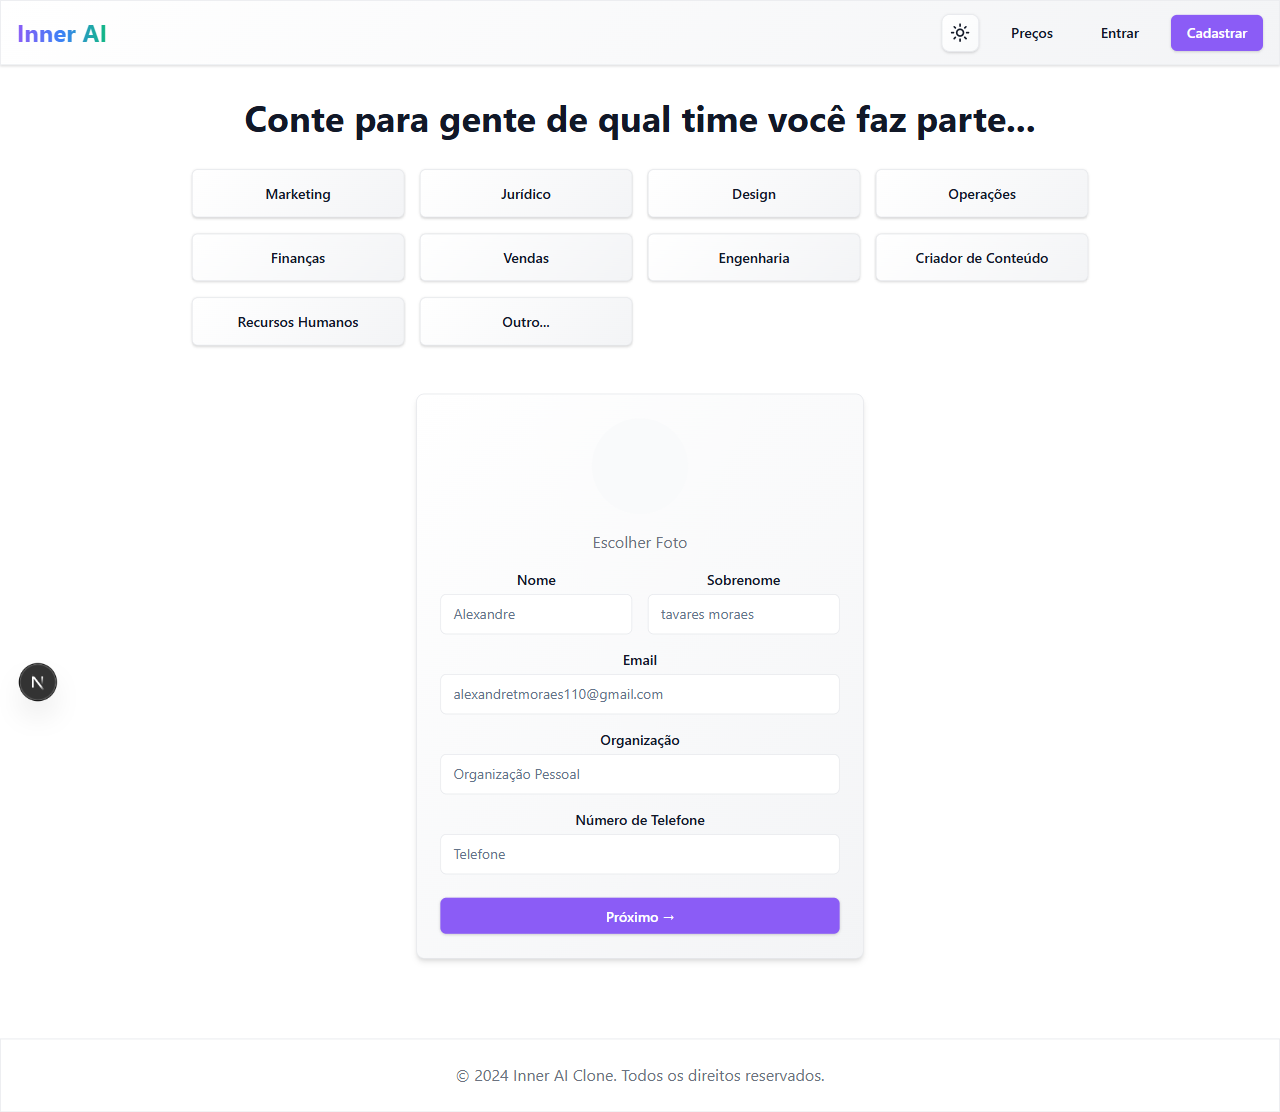 Inner AI
Preços
Entrar
Cadastrar
Conte para gente de qual time você faz parte...
Marketing
Jurídico
Design
Operações
Finanças
Vendas
Engenharia
Criador de Conteúdo
Recursos Humanos
Outro...
Escolher Foto
Nome
Sobrenome
Alexandre
tavares moraes
Email
alexandretmoraes110@gmail.com
Organização
Organização Pessoal
Número de Telefone
Telefone
Próximo →
N
© 2024 Inner AI Clone. Todos os direitos reservados.